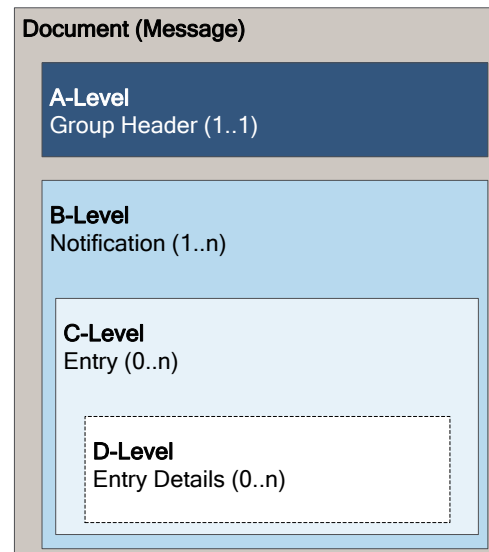 Document (Message)
A-Level
Group Header (1..1)
B-Level
Notification (1..n)
C-Level
Entry (0..n)
D-Level
Entry Details (0..n)